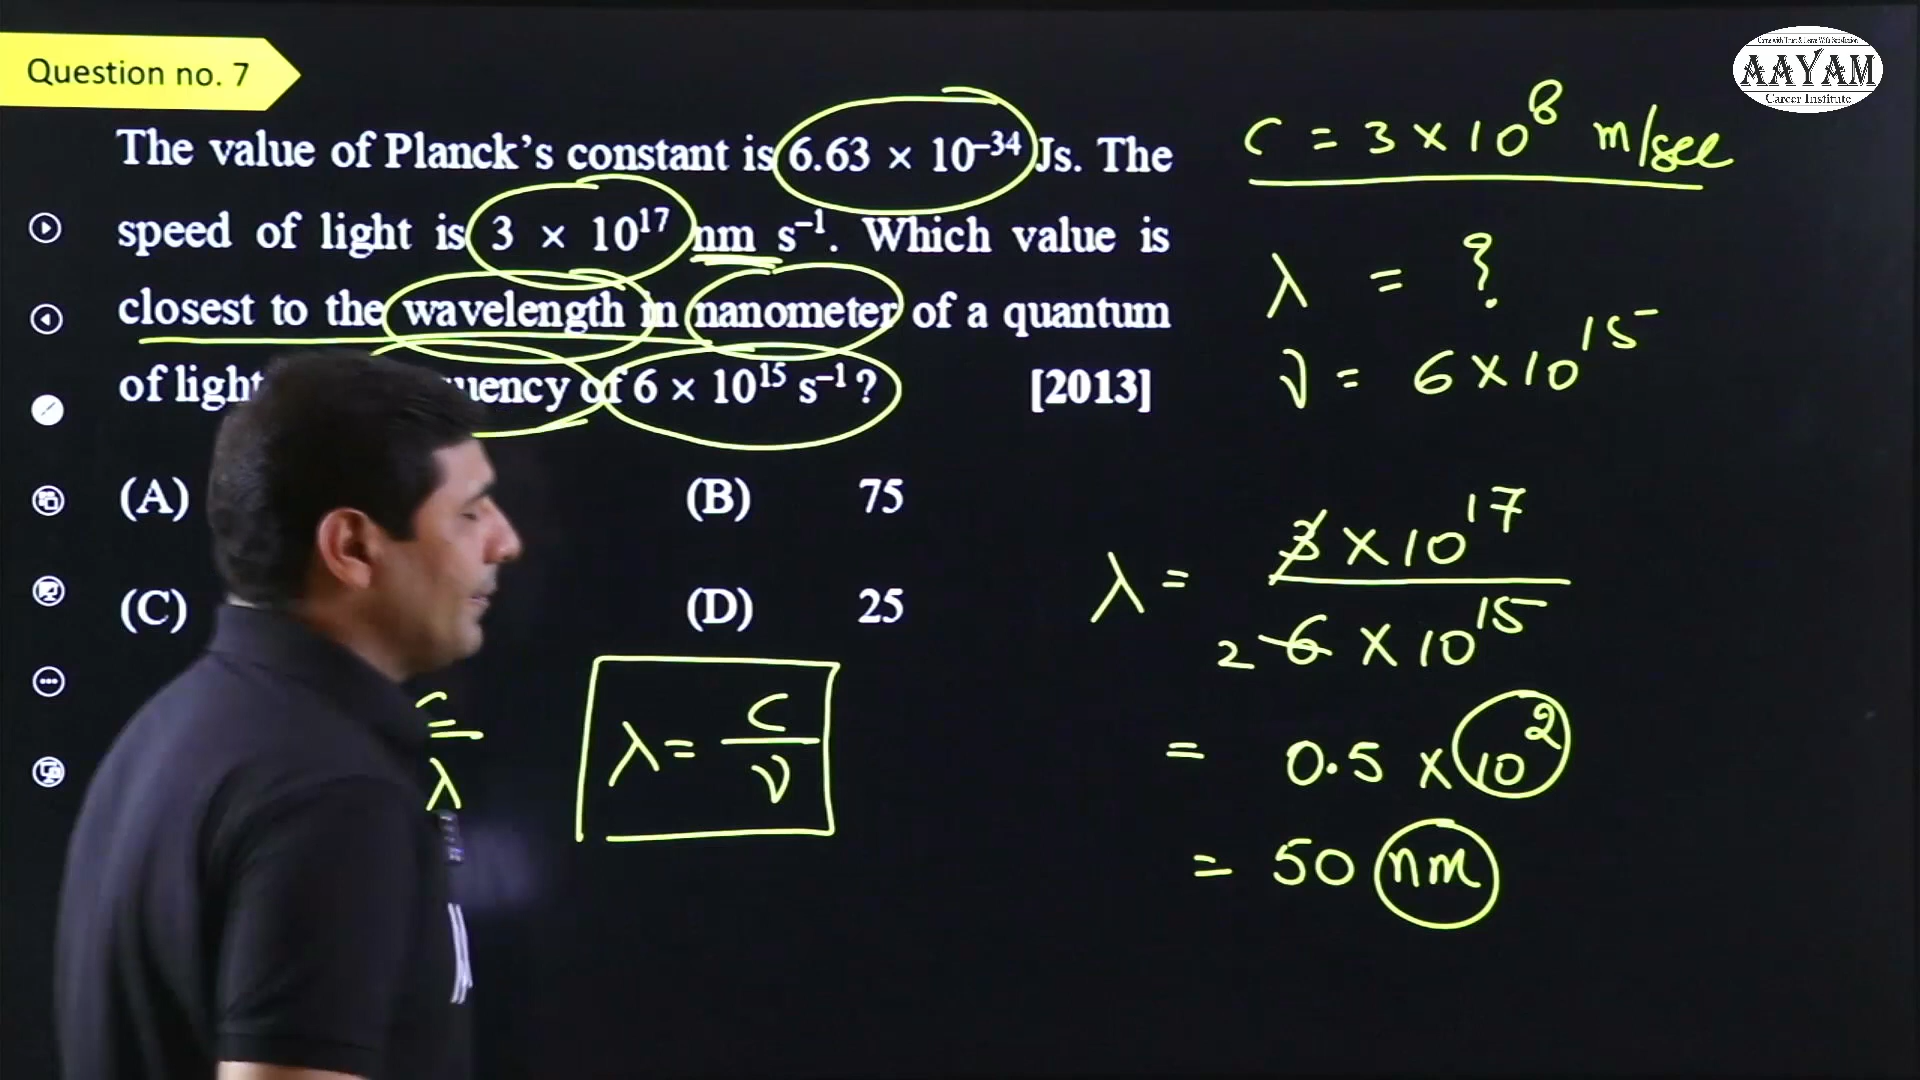 Question no. 7
AAYAM
Career Institute
The value of Planck's constant is 6.63 × 10⁻³⁴ Js. The
speed of light is 3 × 10¹⁷ nm s⁻¹. Which value is
closest to the wavelength in nanometer of a quantum
of light uency of 6 × 10¹⁵ s⁻¹ ? [2013]
(A) (B) 75
(C) (D) 25
λ = c/ν
C = 3 × 10⁸ m/sec
λ = ?
ν = 6 × 10¹⁵
λ = 3 × 10¹⁷
2 6 × 10¹⁵
= 0.5 × 10²
= 50 nm